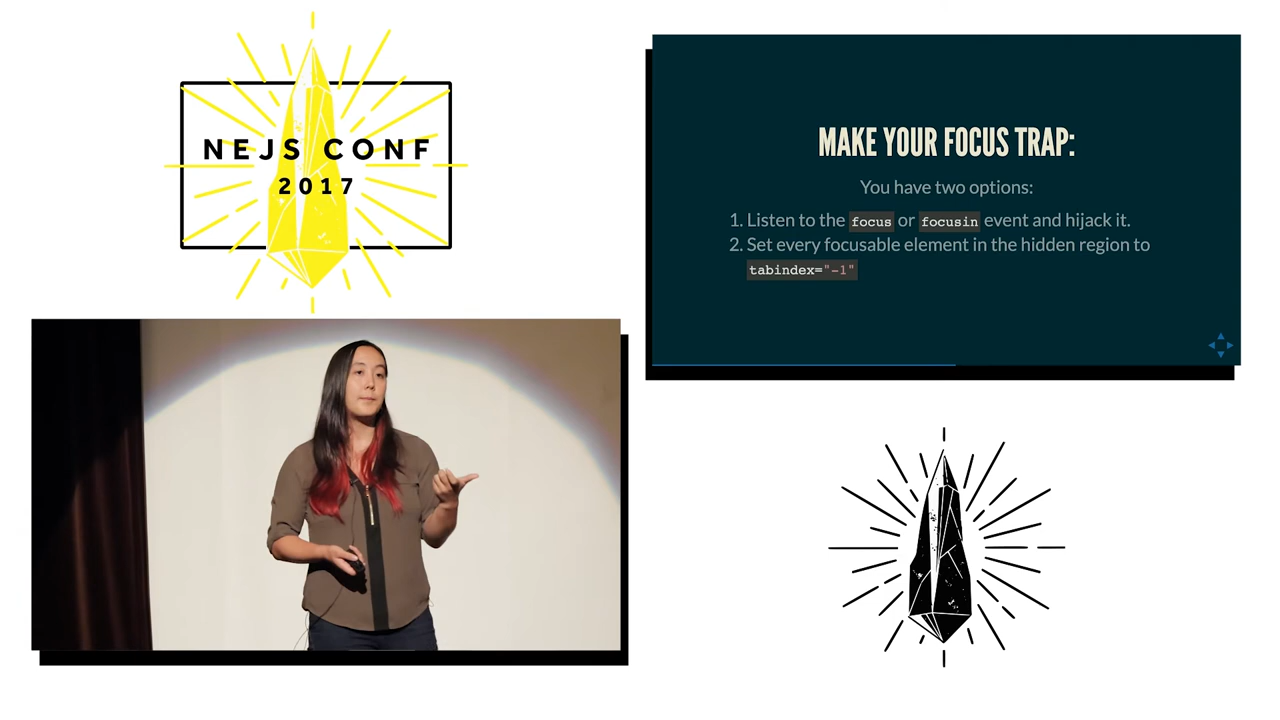 NEJS CONF
2017
MAKE YOUR FOCUS TRAP:
You have two options:
1. Listen to the focus or focusin event and hijack it.
2. Set every focusable element in the hidden region to
tabindex="-1"